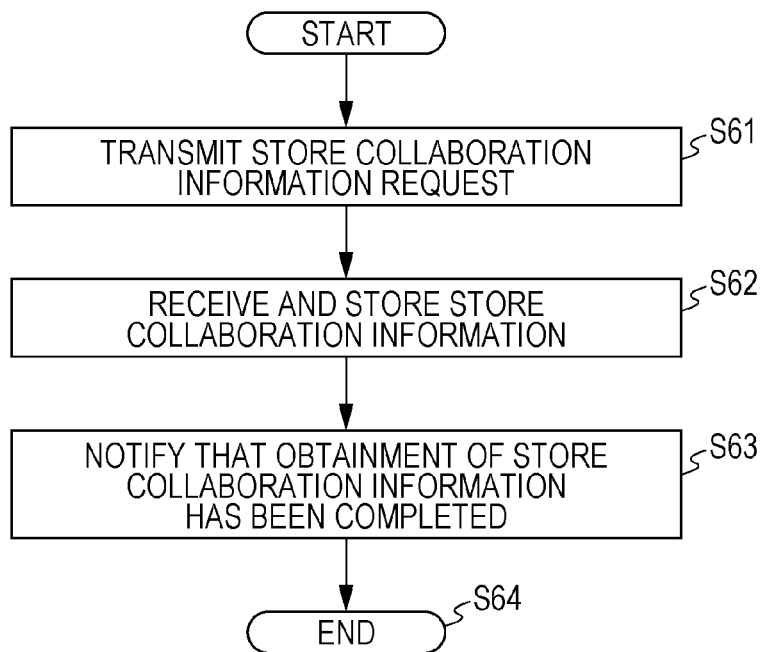 START
S61
TRANSMIT STORE COLLABORATION
INFORMATION REQUEST
S62
RECEIVE AND STORE STORE
COLLABORATION INFORMATION
S63
NOTIFY THAT OBTAINMENT OF STORE
COLLABORATION INFORMATION
HAS BEEN COMPLETED
S64
END